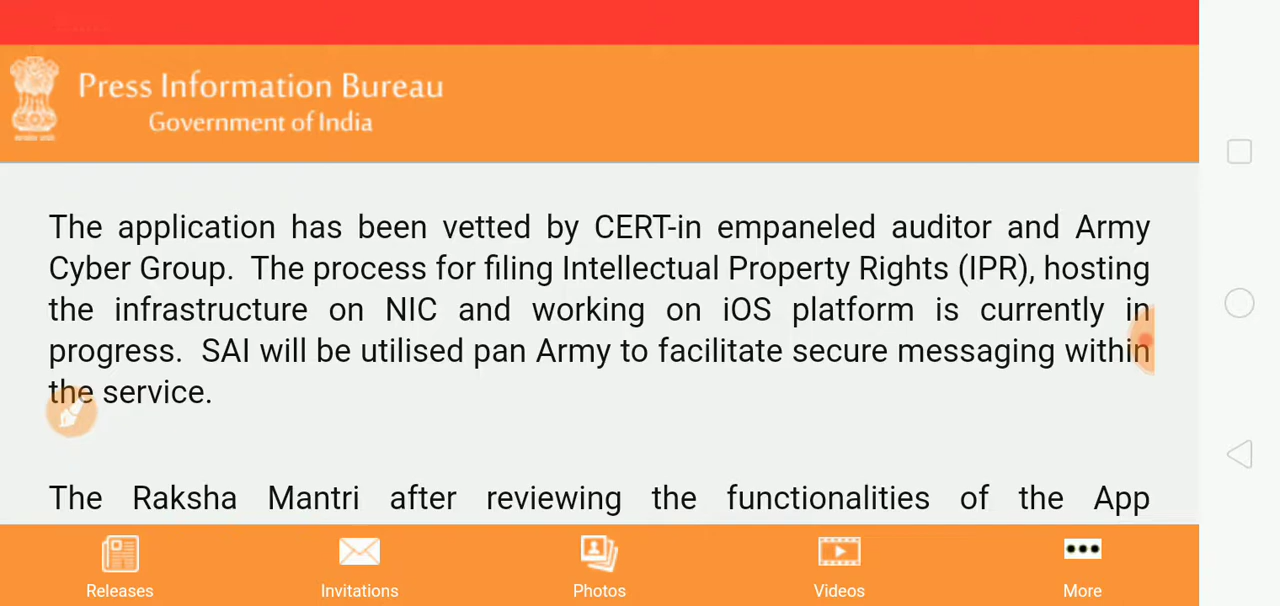 Press Information Bureau
Government of India
The application has been vetted by CERT-in empaneled auditor and Army
Cyber Group. The process for filing Intellectual Property Rights (IPR), hosting
the infrastructure on NIC and working on iOS platform is currently in
progress. SAI will be utilised pan Army to facilitate secure messaging within
the service.
The Raksha Mantri after reviewing the functionalities of the App
Releases
Invitations
Photos
Videos
More